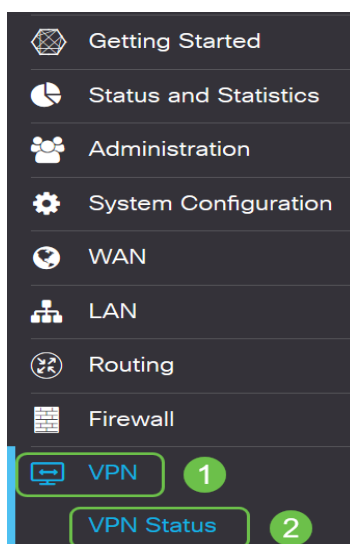 Getting Started
Status and Statistics
Administration
System Configuration
WAN
LAN
Routing
Firewall
VPN 1
VPN Status 2